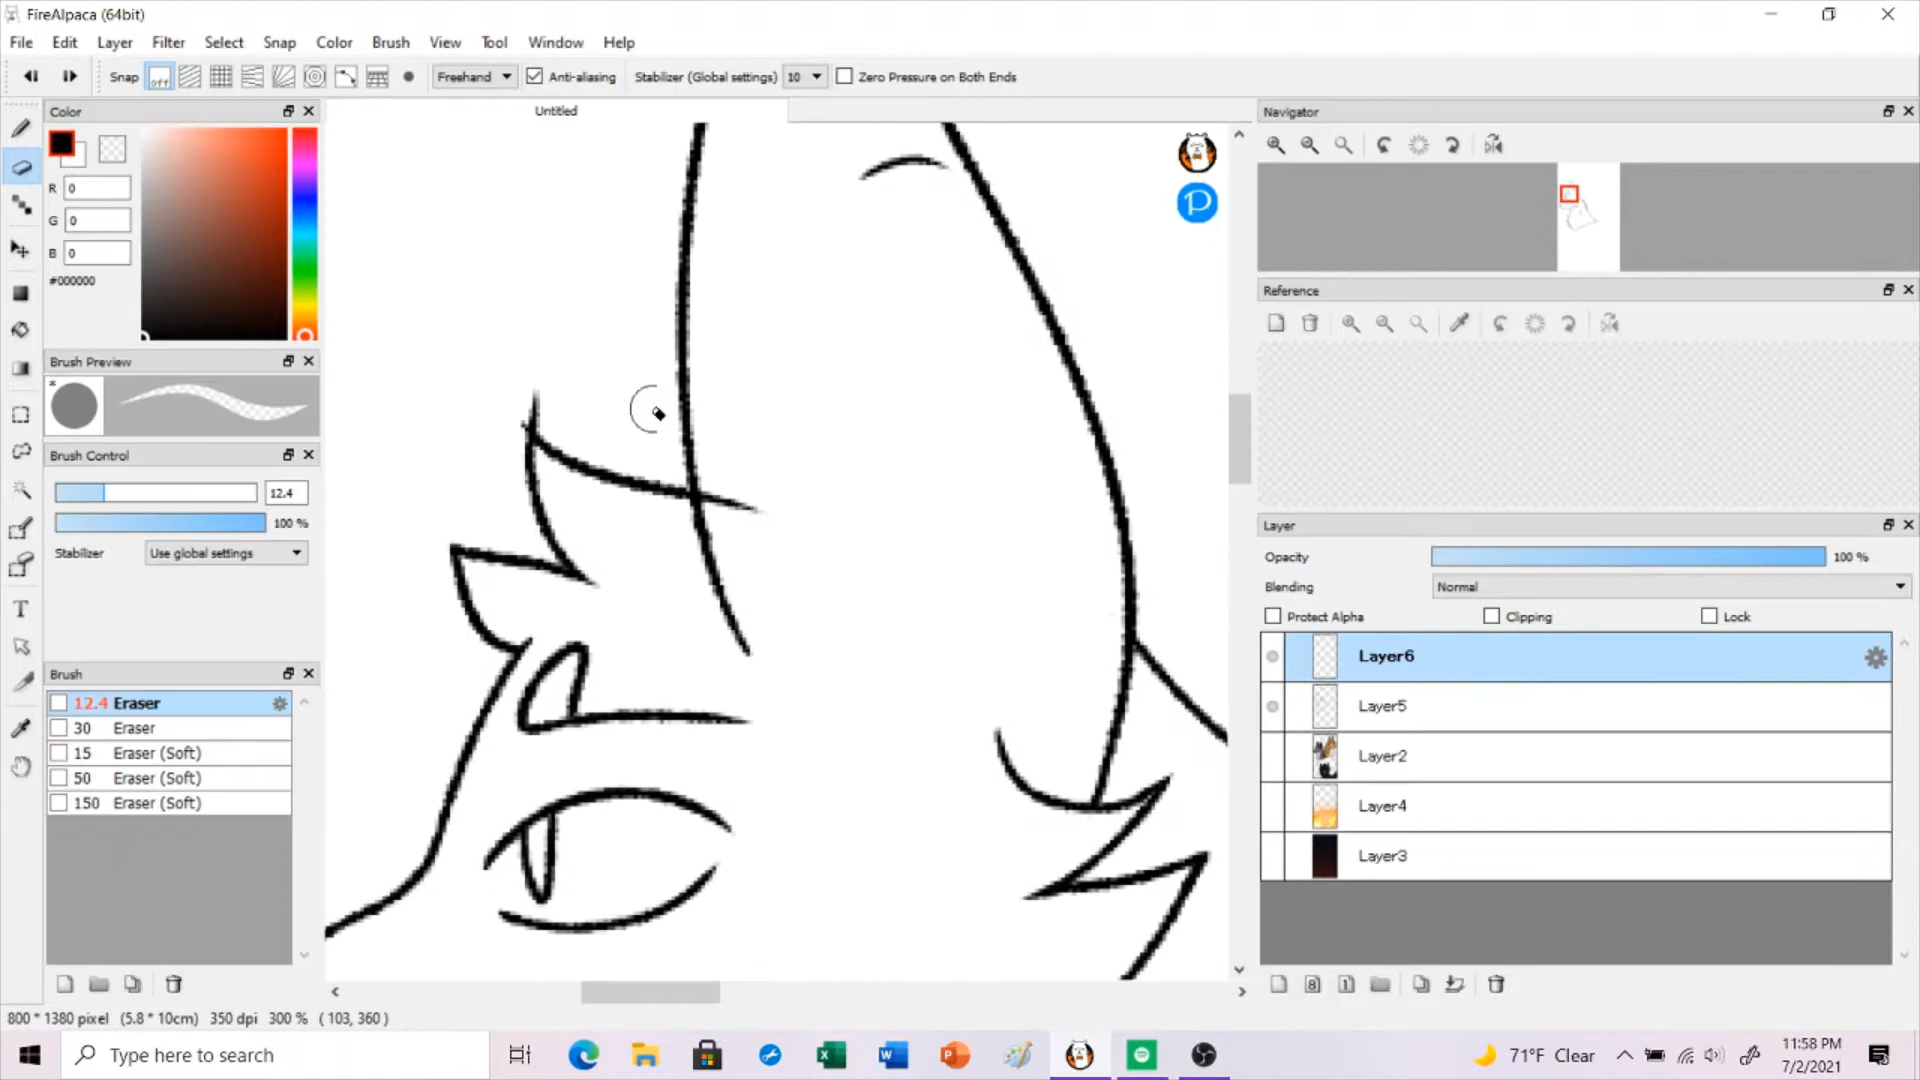 FireAlpaca (64bit)
File Edit Layer Filter Select Snap Color Brush View Tool Window Help
Snap off Freehand Anti-aliasing Stabilizer (Global settings) 10 Zero Pressure on Both Ends
Color
R 0
G 0
B 0
#000000
Brush Preview
Brush Control
12.4
100 %
Stabilizer Use global settings
Brush
12.4 Eraser
30 Eraser
15 Eraser (Soft)
50 Eraser (Soft)
150 Eraser (Soft)
Untitled
P
Navigator
Reference
Layer
Opacity 100 %
Blending Normal
Protect Alpha Clipping Lock
Layer6
Layer5
Layer2
Layer4
Layer3
8 1
800 * 1380 pixel (5.8 * 10cm) 350 dpi 300 % ( 103, 360 )
Type here to search
71°F Clear
11:58 PM
7/2/2021